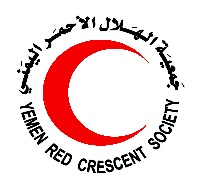 جمعية الهلال الأحمر اليمني
YEMEN RED CRESCENT SOCIETY